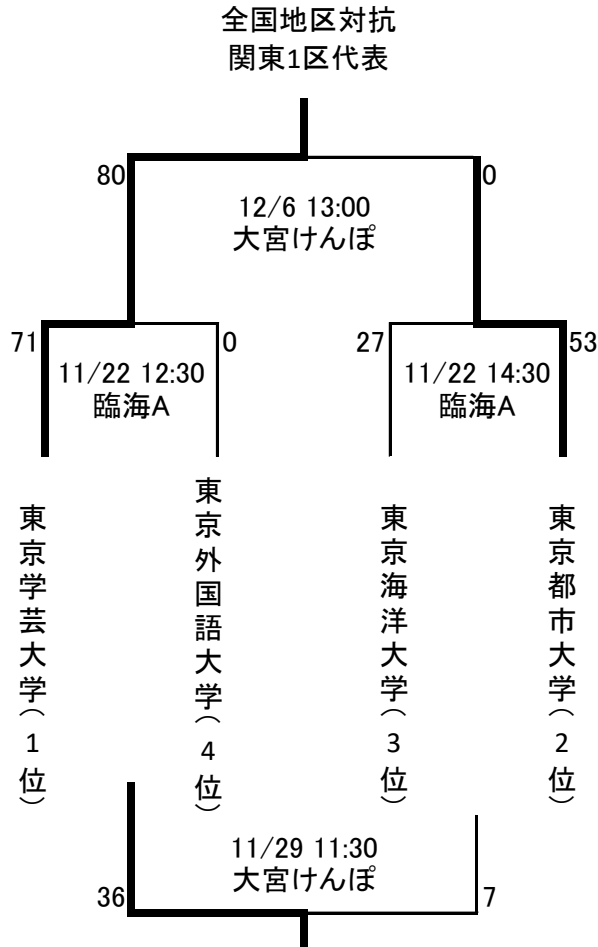 全国地区対抗
関東1区代表
80
0
12/6 13:00
大宮けんぽ
71
0
27
53
11/22 12:30
臨海A
11/22 14:30
臨海A
東京学芸大学（1位）
東京外国語大学（4位）
東京海洋大学（3位）
東京都市大学（2位）
11/29 11:30
大宮けんぽ
36
7